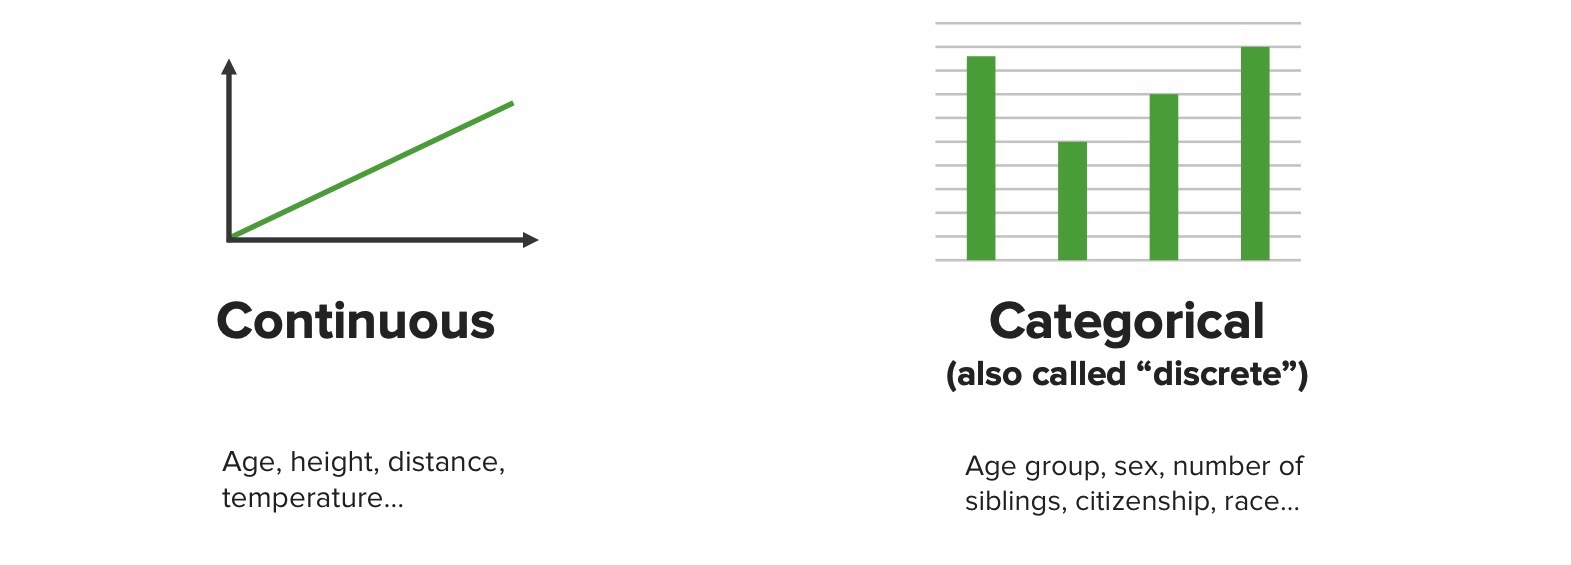 Continuous
Age, height, distance,
temperature...
Categorical
(also called “discrete”)
Age group, sex, number of
siblings, citizenship, race...